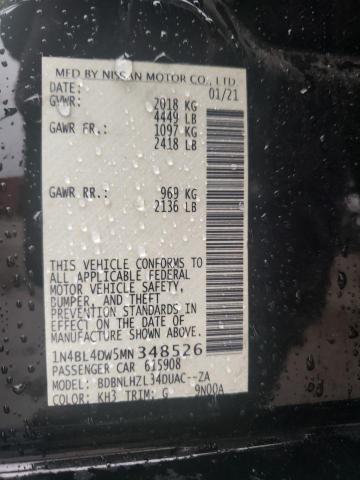 MFD BY NISSAN MOTOR CO., LTD
DATE: 01/21
GVWR: 2018 KG
4449 LB
GAWR FR.: 1097 KG
2418 LB
GAWR RR.: 969 KG
2136 LB
THIS VEHICLE CONFORMS TO
ALL APPLICABLE FEDERAL
MOTOR VEHICLE SAFETY,
BUMPER, AND THEFT
PREVENTION STANDARDS IN
EFFECT ON THE DATE OF
MANUFACTURE SHOWN ABOVE.
1N4BL4DW5MN348526
PASSENGER CAR 615908
MODEL: BDBNLHZL34DUAC--ZA
COLOR: KH3 TRIM: G 9N00A